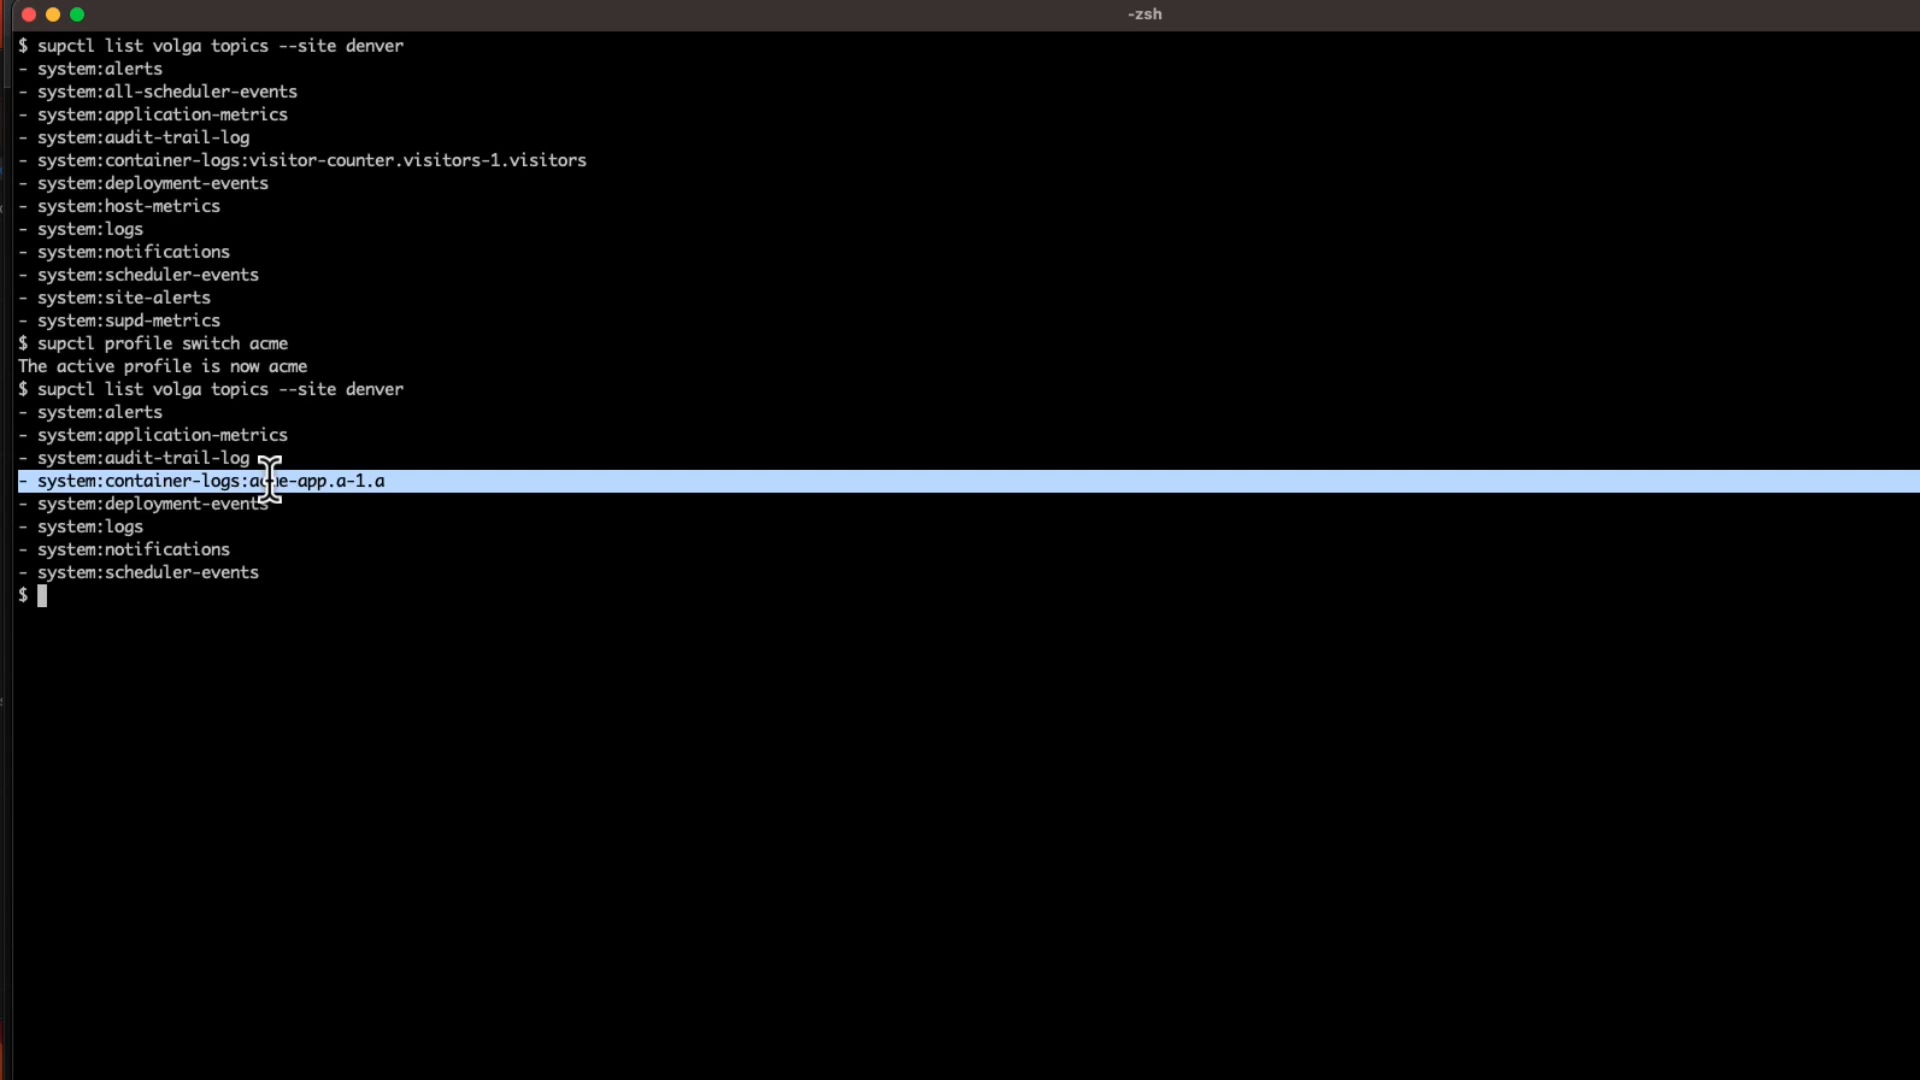 -zsh
$ supctl list volga topics --site denver
- system:alerts
- system:all-scheduler-events
- system:application-metrics
- system:audit-trail-log
- system:container-logs:visitor-counter.visitors-1.visitors
- system:deployment-events
- system:host-metrics
- system:logs
- system:notifications
- system:scheduler-events
- system:site-alerts
- system:supd-metrics
$ supctl profile switch acme
The active profile is now acme
$ supctl list volga topics --site denver
- system:alerts
- system:application-metrics
- system:audit-trail-log
- system:container-logs:acme-app.a-1.a
- system:deployment-events
- system:logs
- system:notifications
- system:scheduler-events
$